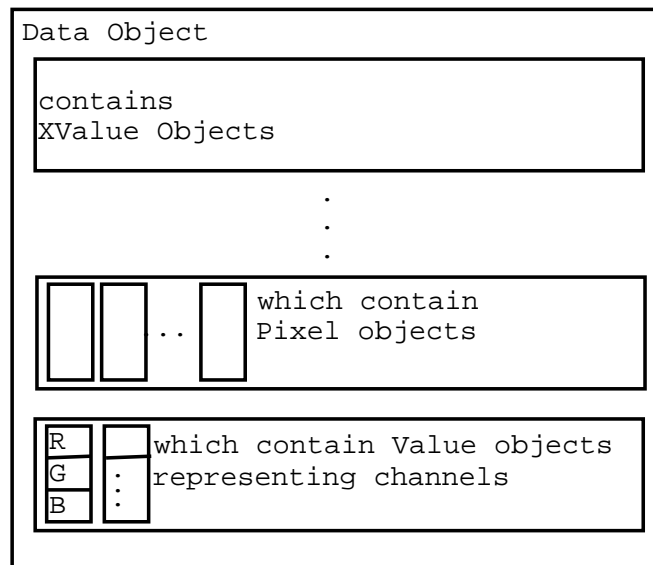 Data Object
contains
XValue Objects
.
.
.
... which contain
Pixel objects
R which contain Value objects
G : representing channels
B :